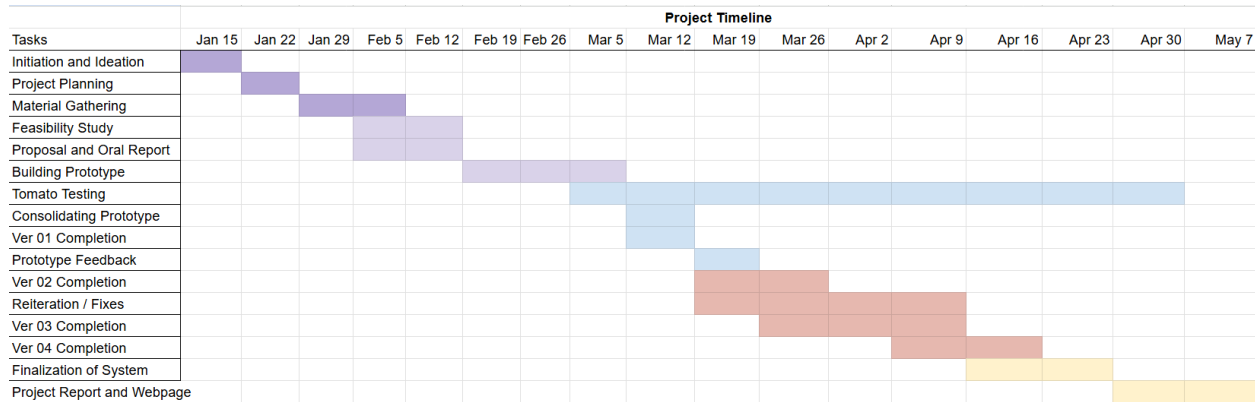 Project Timeline
Tasks Jan 15 Jan 22 Jan 29 Feb 5 Feb 12 Feb 19 Feb 26 Mar 5 Mar 12 Mar 19 Mar 26 Apr 2 Apr 9 Apr 16 Apr 23 Apr 30 May 7
Initiation and Ideation
Project Planning
Material Gathering
Feasibility Study
Proposal and Oral Report
Building Prototype
Tomato Testing
Consolidating Prototype
Ver 01 Completion
Prototype Feedback
Ver 02 Completion
Reiteration / Fixes
Ver 03 Completion
Ver 04 Completion
Finalization of System
Project Report and Webpage